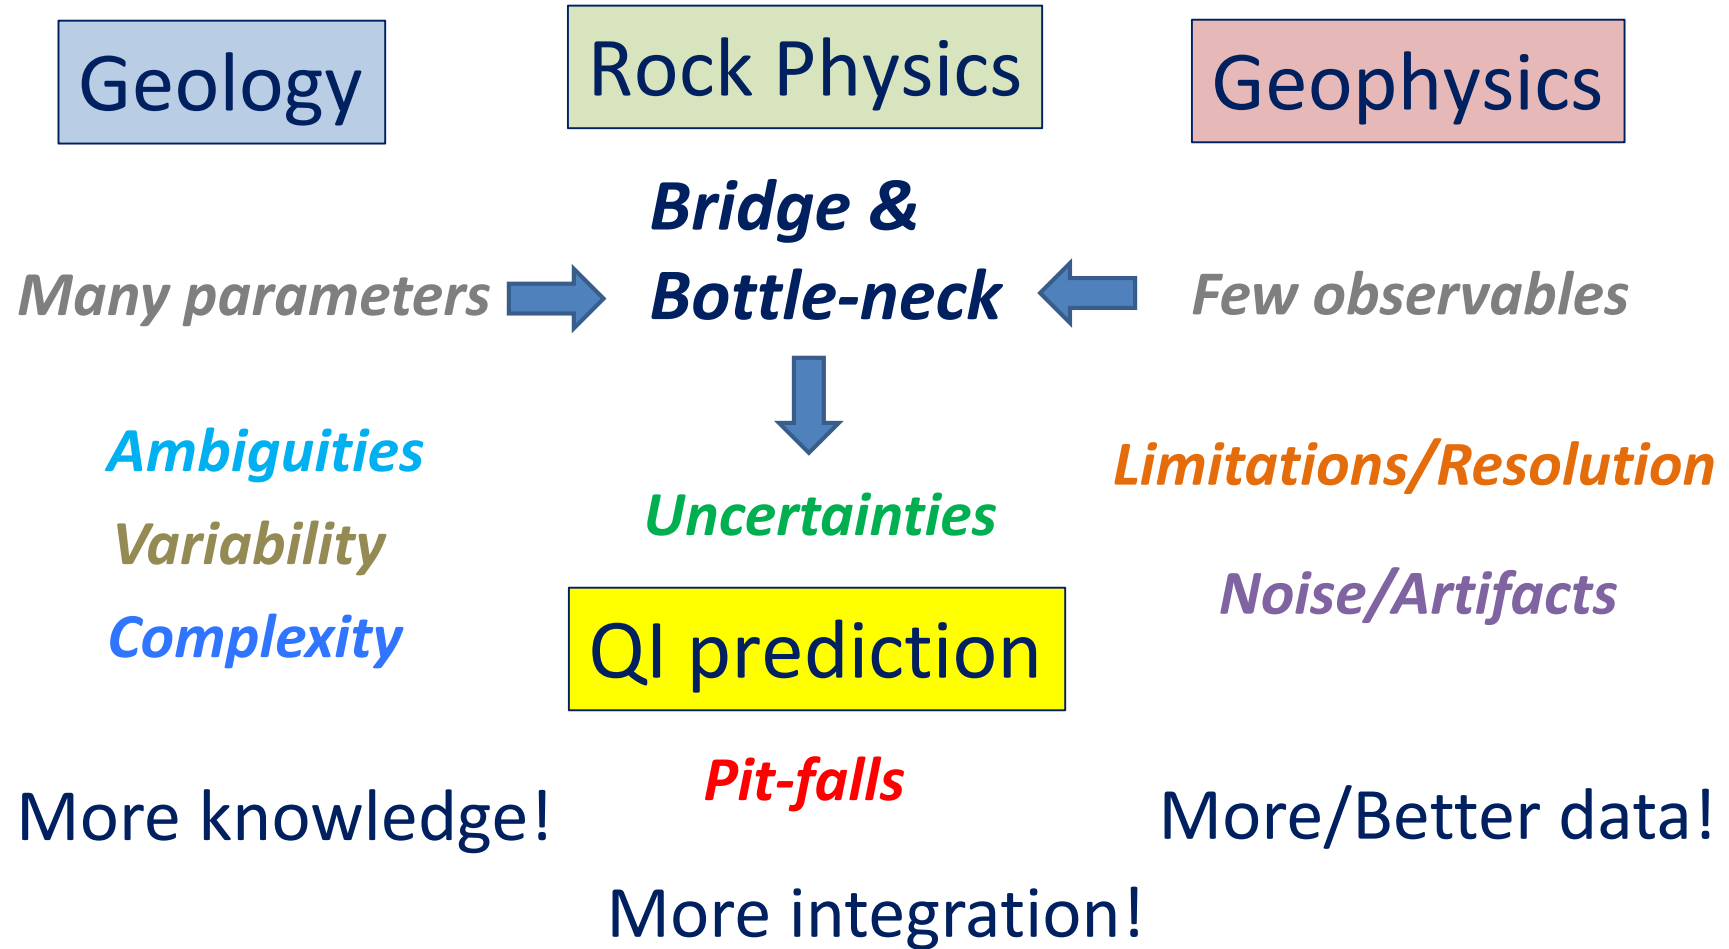 Geology
Rock Physics
Geophysics
Bridge &
Many parameters
Bottle-neck
Few observables
Ambiguities
Variability
Complexity
Uncertainties
Limitations/Resolution
Noise/Artifacts
QI prediction
Pit-falls
More knowledge!
More/Better data!
More integration!